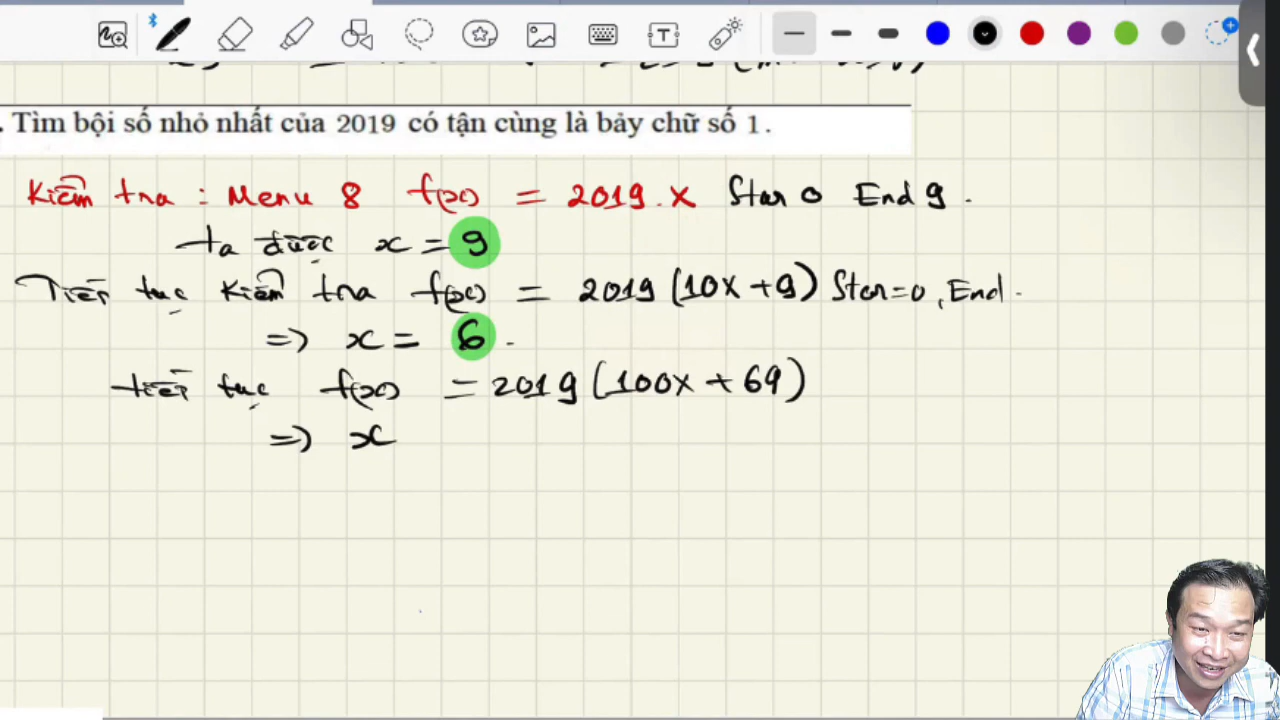 . Tìm bội số nhỏ nhất của 2019 có tận cùng là bảy chữ số 1.
Kiểm tra : Menu 8 f(x) = 2019.X Star 0 End 9.
Ta được x = 9
Tiếp tục kiểm tra f(x) = 2019(10X+9) Star=0, End
=> x = 6.
tiếp tục f(x) = 2019(100X + 69)
=> x